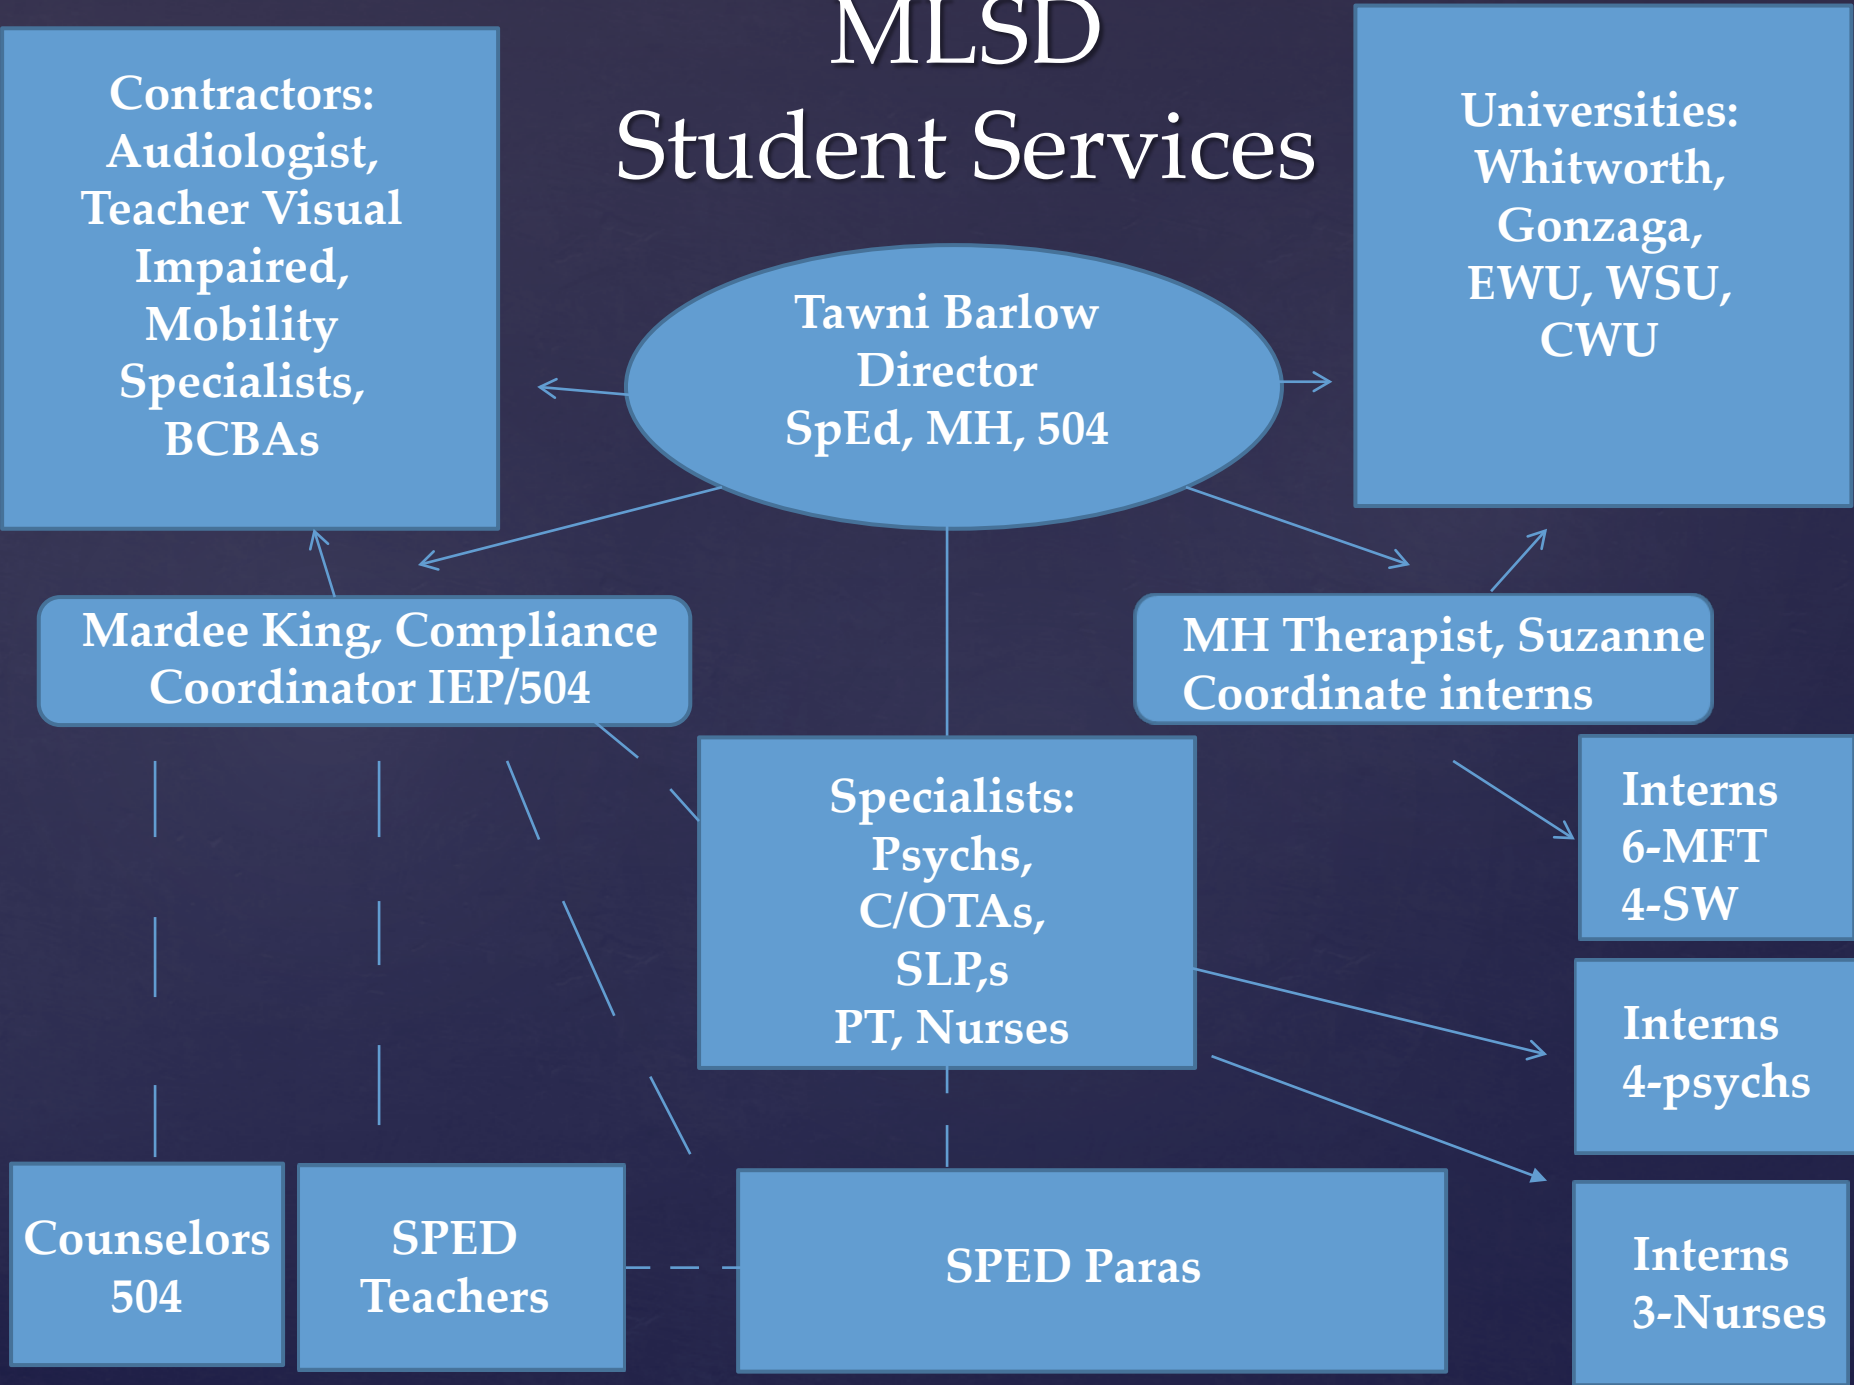 MLSD
Student Services
Contractors:
Audiologist,
Teacher Visual
Impaired,
Mobility
Specialists,
BCBAs
Universities:
Whitworth,
Gonzaga,
EWU, WSU,
CWU
Tawni Barlow
Director
SpEd, MH, 504
Mardee King, Compliance
Coordinator IEP/504
MH Therapist, Suzanne
Coordinate interns
Specialists:
Psychs,
C/OTAs,
SLP,s
PT, Nurses
Interns
6-MFT
4-SW
Interns
4-psychs
Counselors
504
SPED
Teachers
SPED Paras
Interns
3-Nurses